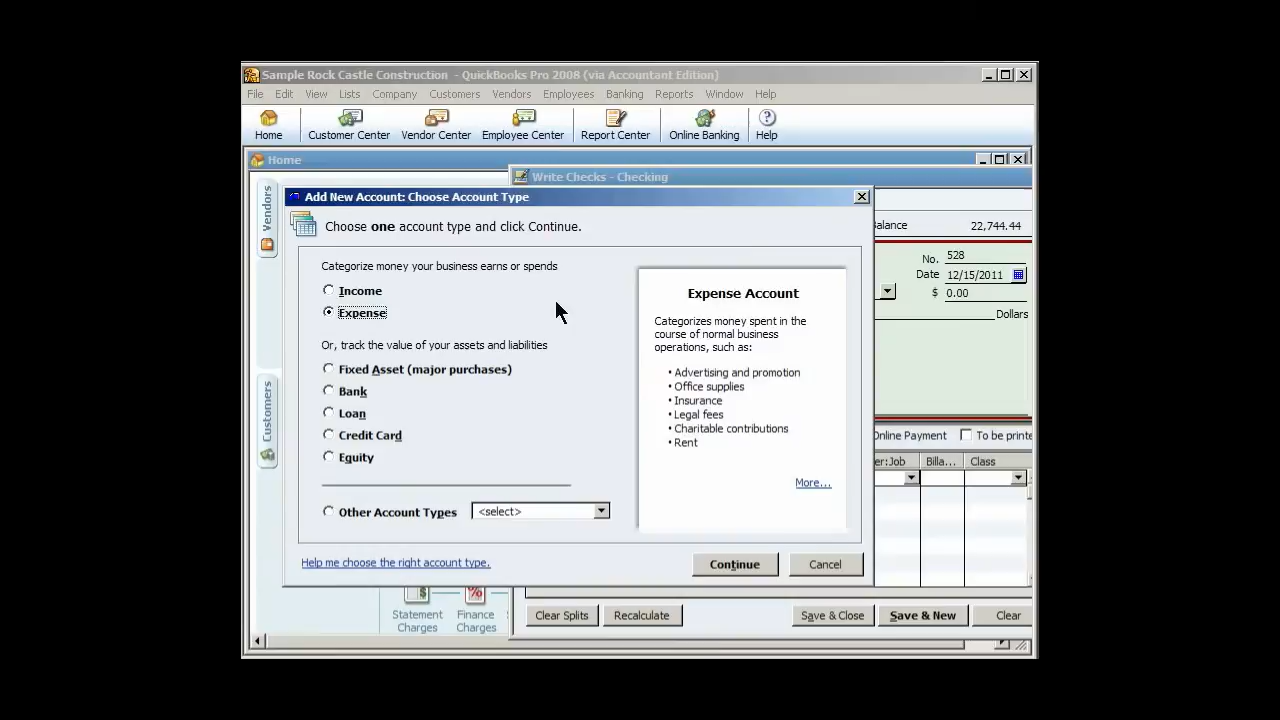 Sample Rock Castle Construction - QuickBooks Pro 2008 (via Accountant Edition)
File Edit View Lists Company Customers Vendors Employees Banking Reports Window Help
Home Customer Center Vendor Center Employee Center Report Center Online Banking Help
Home
Write Checks - Checking
Vendors
Customers
Add New Account: Choose Account Type
Choose one account type and click Continue.
Categorize money your business earns or spends
Income
Expense
Or, track the value of your assets and liabilities
Fixed Asset (major purchases)
Bank
Loan
Credit Card
Equity
Other Account Types <select>
Expense Account
Categorizes money spent in the
course of normal business
operations, such as:
• Advertising and promotion
• Office supplies
• Insurance
• Legal fees
• Charitable contributions
• Rent
More...
Help me choose the right account type.
Continue Cancel
alance 22,744.44
No. 528
Date 12/15/2011
$ 0.00
Dollars
Online Payment To be printe
er:Job Billa... Class
Statement
Charges
Finance
Charges
Clear Splits Recalculate Save & Close Save & New Clear